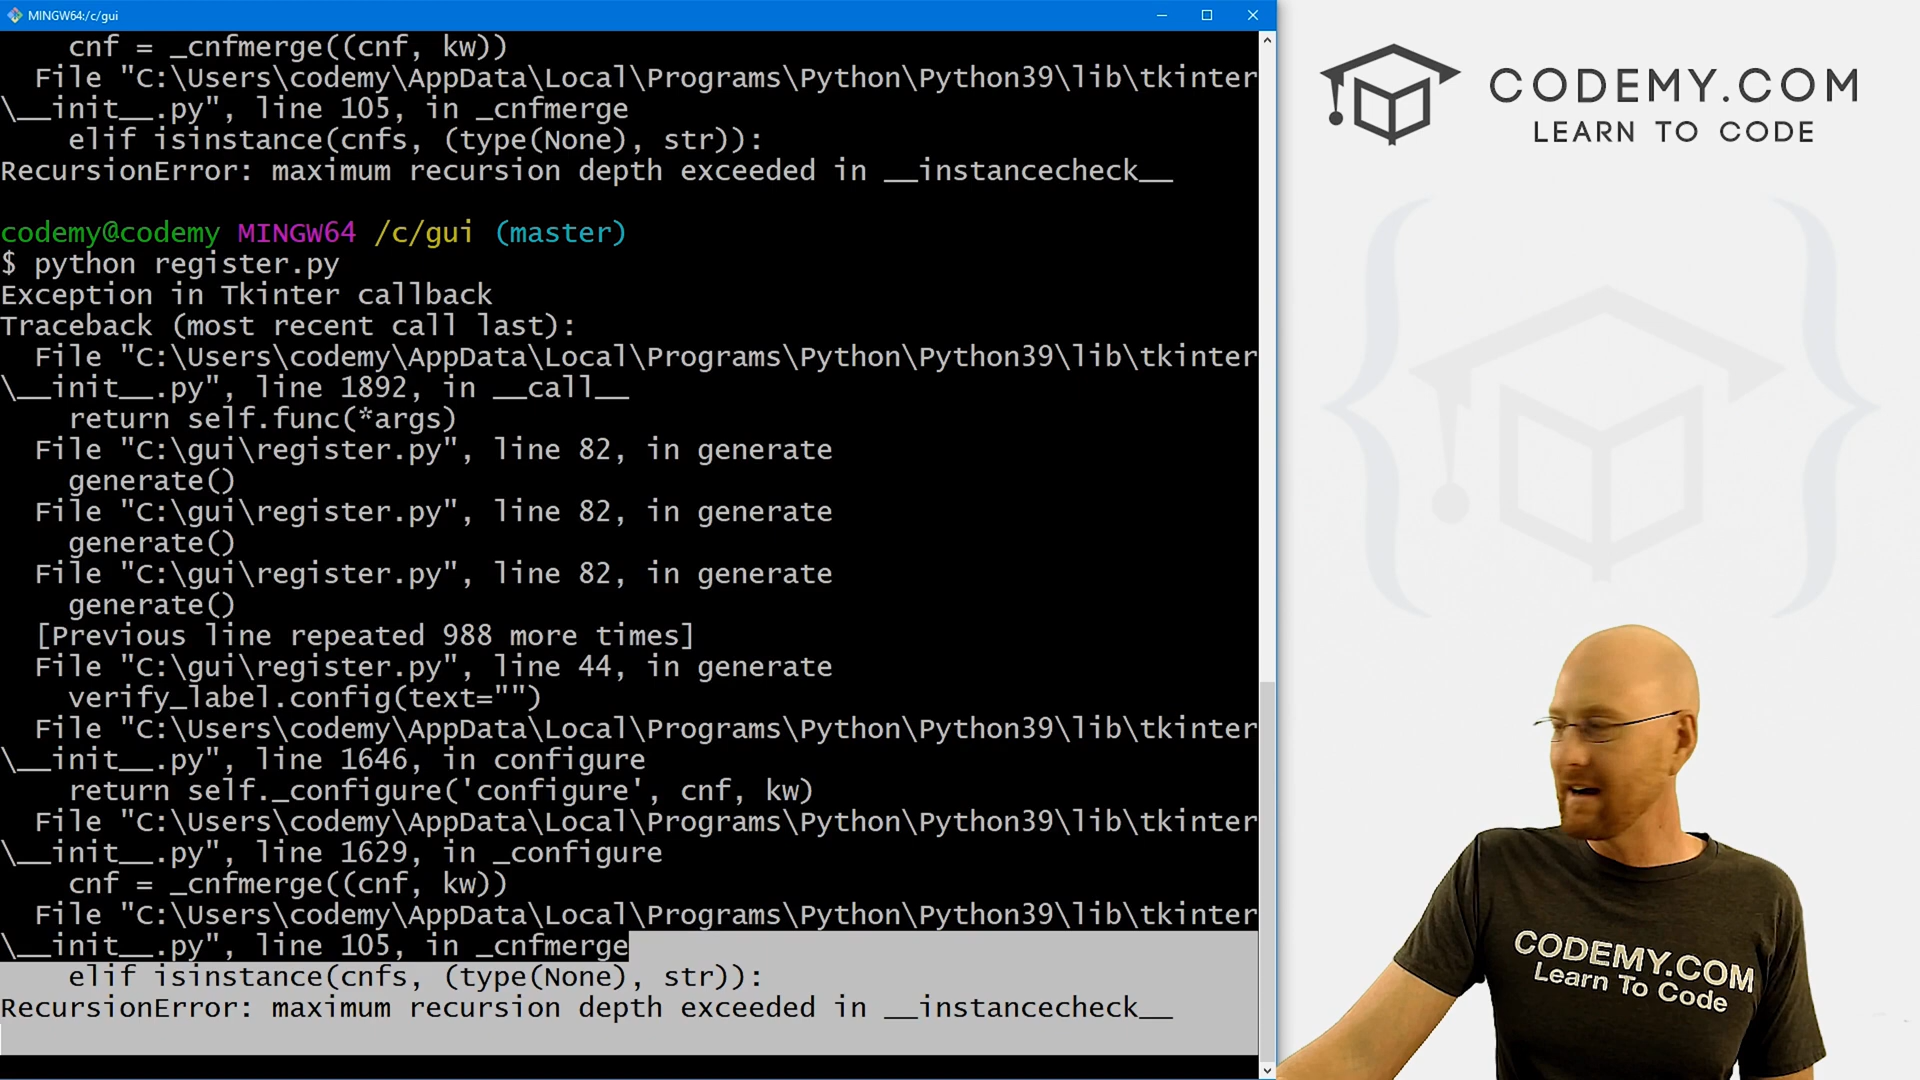 MINGW64:/c/gui
    cnf = _cnfmerge((cnf, kw))
  File "C:\Users\codemy\AppData\Local\Programs\Python\Python39\lib\tkinter
\__init__.py", line 105, in _cnfmerge
    elif isinstance(cnfs, (type(None), str)):
RecursionError: maximum recursion depth exceeded in __instancecheck__
codemy@codemy MINGW64 /c/gui (master)
$ python register.py
Exception in Tkinter callback
Traceback (most recent call last):
  File "C:\Users\codemy\AppData\Local\Programs\Python\Python39\lib\tkinter
\__init__.py", line 1892, in __call__
    return self.func(*args)
  File "C:\gui\register.py", line 82, in generate
    generate()
  File "C:\gui\register.py", line 82, in generate
    generate()
  File "C:\gui\register.py", line 82, in generate
    generate()
  [Previous line repeated 988 more times]
  File "C:\gui\register.py", line 44, in generate
    verify_label.config(text="")
  File "C:\Users\codemy\AppData\Local\Programs\Python\Python39\lib\tkinter
\__init__.py", line 1646, in configure
    return self._configure('configure', cnf, kw)
  File "C:\Users\codemy\AppData\Local\Programs\Python\Python39\lib\tkinter
\__init__.py", line 1629, in _configure
    cnf = _cnfmerge((cnf, kw))
  File "C:\Users\codemy\AppData\Local\Programs\Python\Python39\lib\tkinter
\__init__.py", line 105, in _cnfmerge
    elif isinstance(cnfs, (type(None), str)):
RecursionError: maximum recursion depth exceeded in __instancecheck__
CODEMY.COM
LEARN TO CODE
CODEMY.COM
Learn To Code